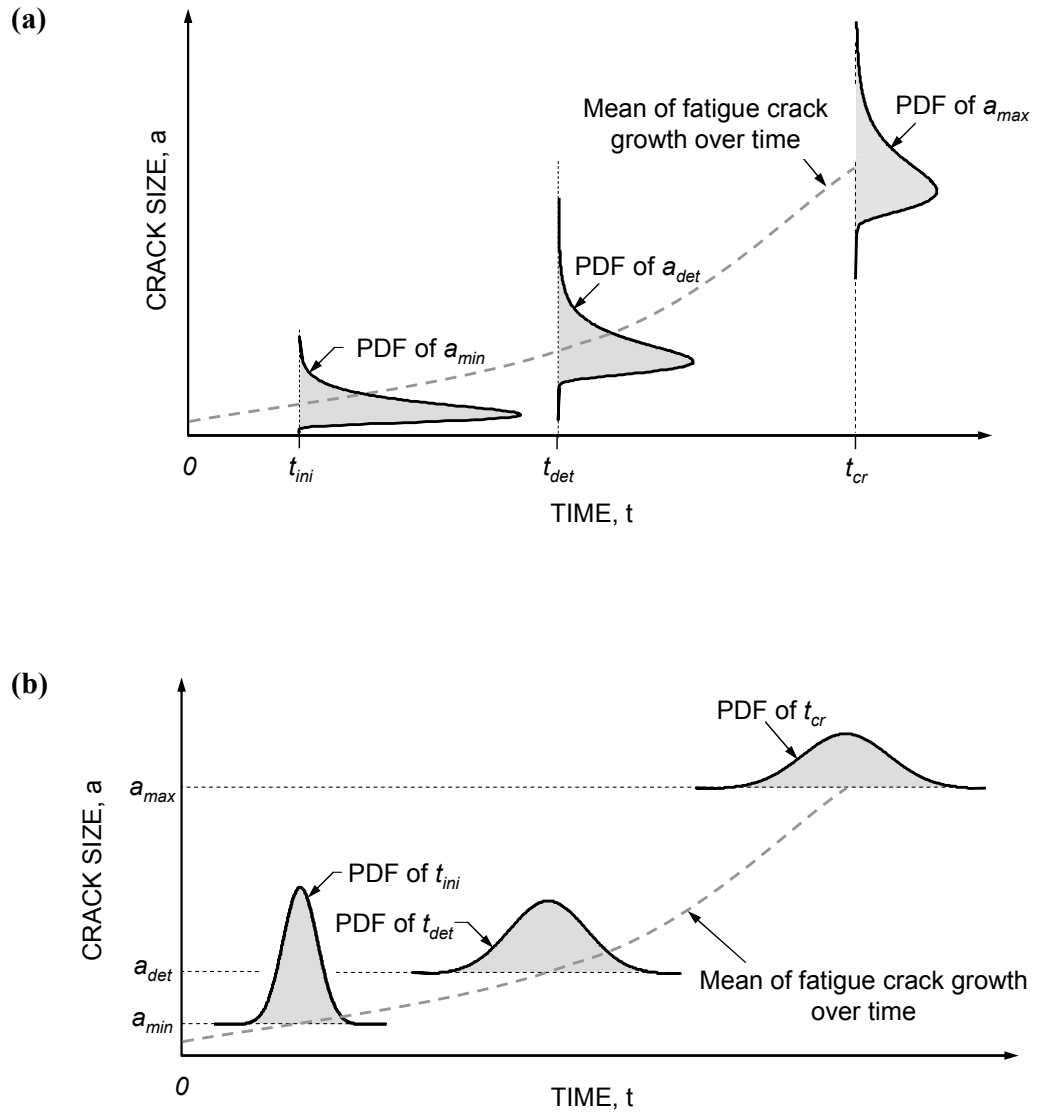 (a)
CRACK SIZE, a
Mean of fatigue crack
growth over time
PDF of a_max
PDF of a_det
PDF of a_min
0
t_ini
t_det
t_cr
TIME, t
(b)
CRACK SIZE, a
PDF of t_cr
a_max
PDF of t_ini
PDF of t_det
a_det
Mean of fatigue crack growth
over time
a_min
0
TIME, t